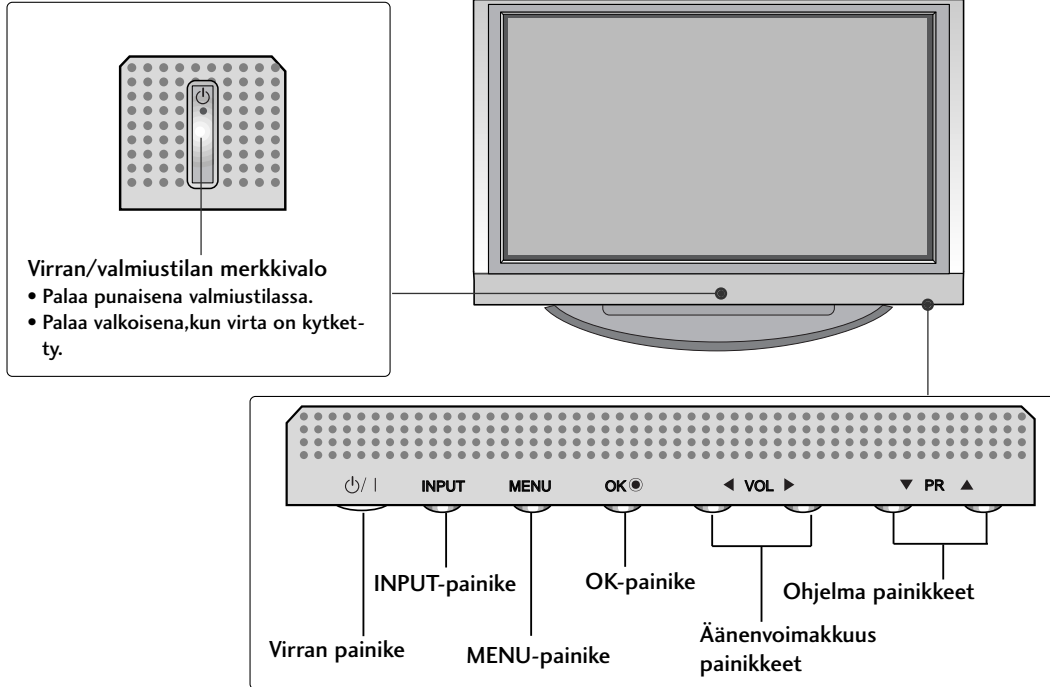 Virran/valmiustilan merkkivalo
• Palaa punaisena valmiustilassa.
• Palaa valkoisena,kun virta on kytket-
ty.
/ I INPUT MENU OK VOL PR
INPUT-painike
OK-painike
Ohjelma painikkeet
Virran painike
MENU-painike
Äänenvoimakkuus
painikkeet